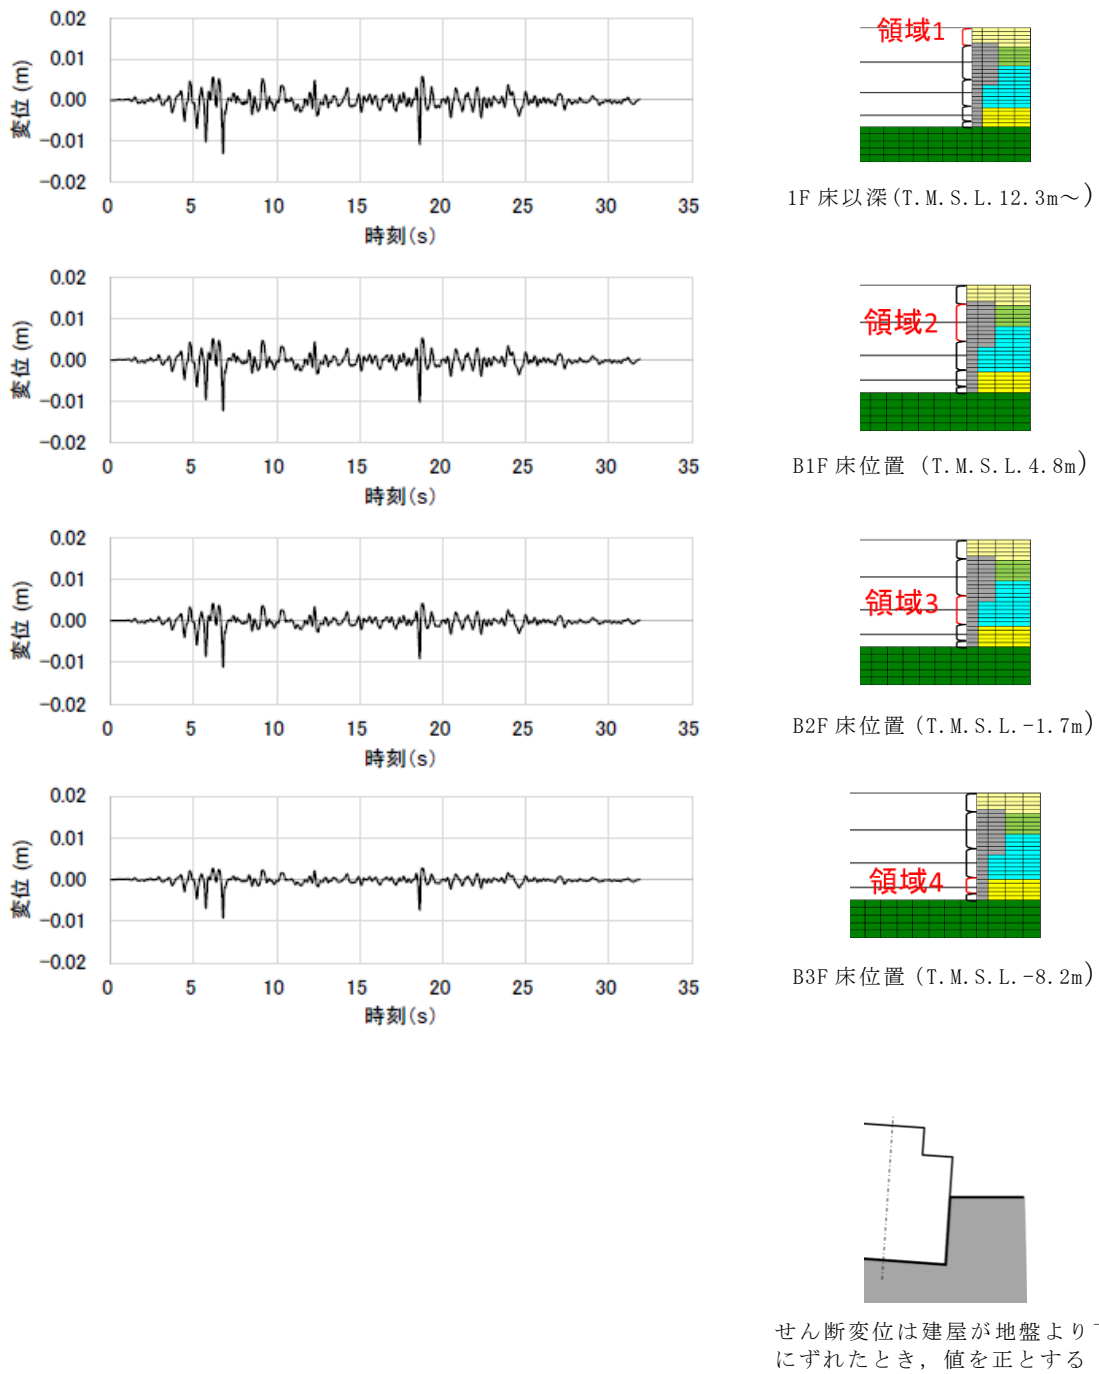 0.02
0.01
0.00
−0.01
−0.02
変位 (m)
0 5 10 15 20 25 30 35
時刻(s)
領域1
1F 床以深(T.M.S.L.12.3m～)
0.02
0.01
0.00
−0.01
−0.02
変位 (m)
0 5 10 15 20 25 30 35
時刻(s)
領域2
B1F 床位置 (T.M.S.L.4.8m)
0.02
0.01
0.00
−0.01
−0.02
変位 (m)
0 5 10 15 20 25 30 35
時刻(s)
領域3
B2F 床位置 (T.M.S.L.-1.7m)
0.02
0.01
0.00
−0.01
−0.02
変位 (m)
0 5 10 15 20 25 30 35
時刻(s)
領域4
B3F 床位置 (T.M.S.L.-8.2m)
せん断変位は建屋が地盤より
にずれたとき，値を正とする